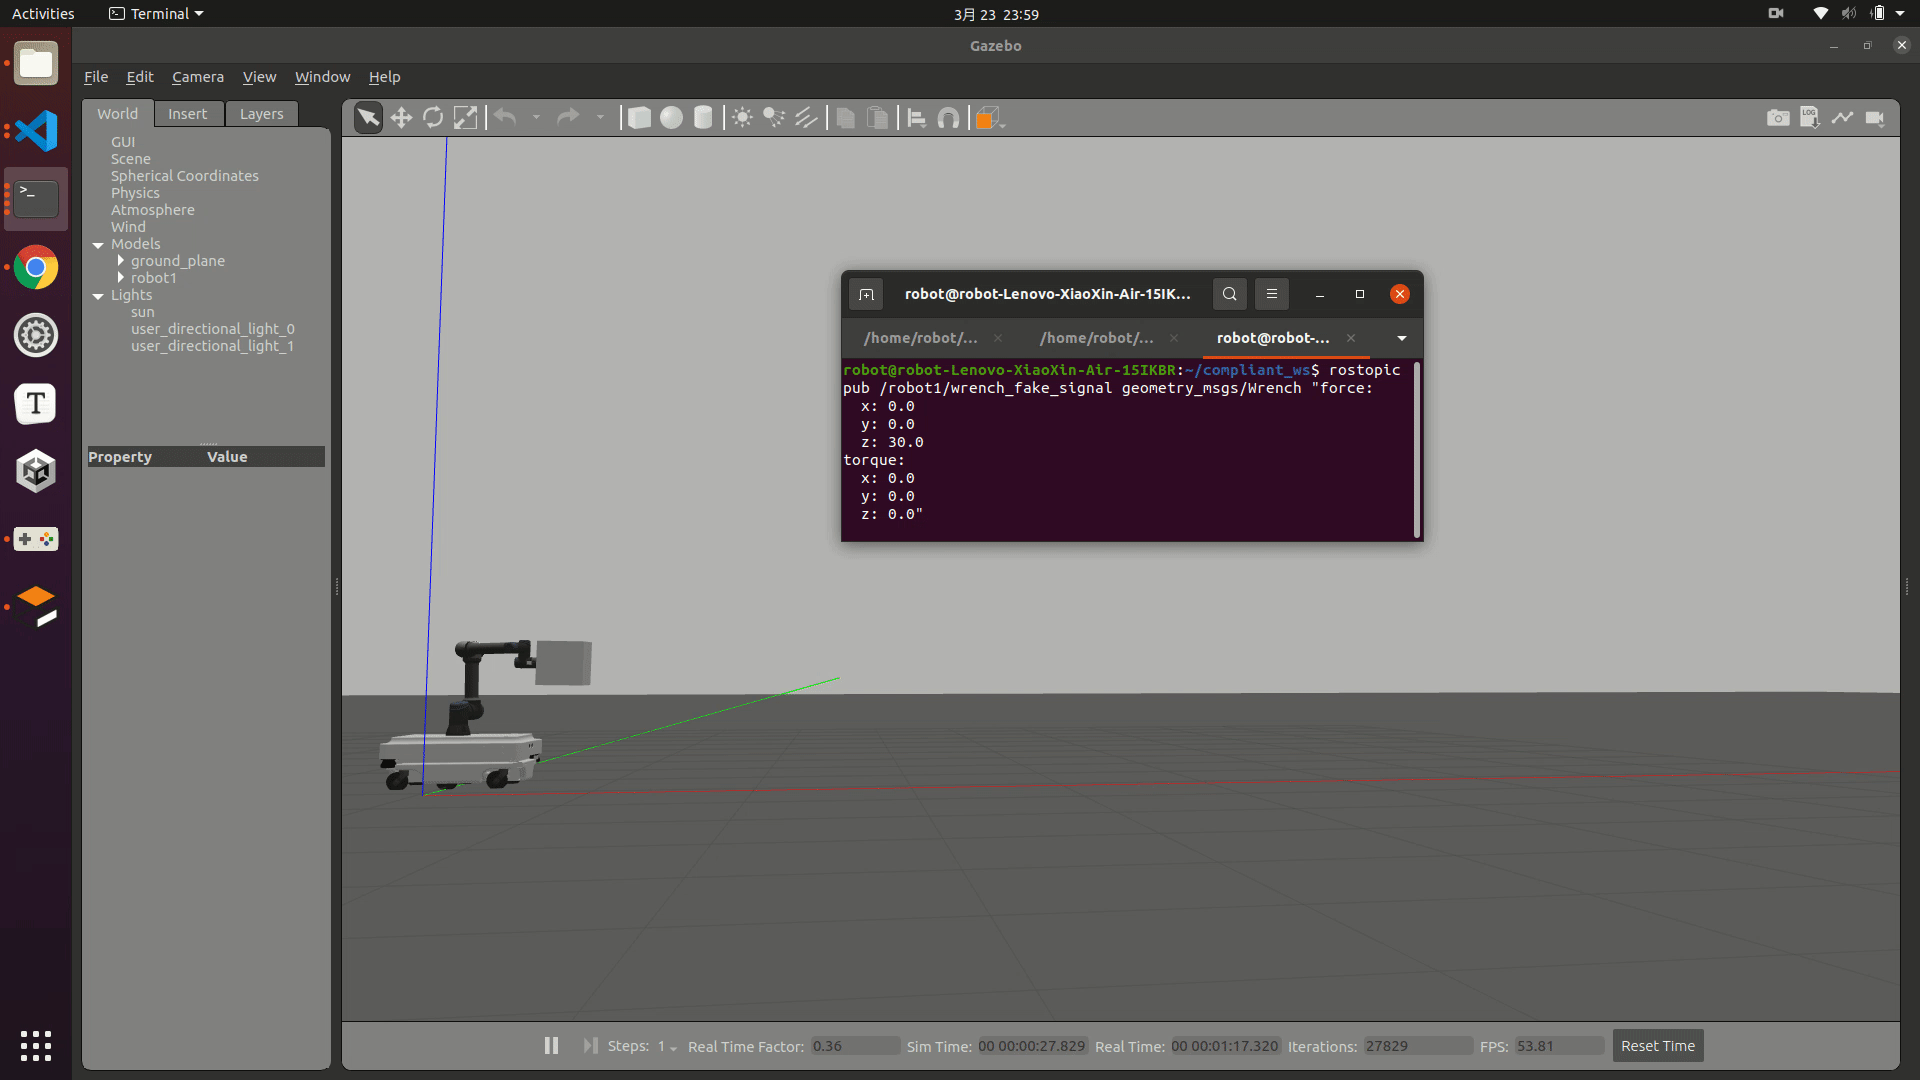 Activities
Terminal
3月 23 23:59
Gazebo
File Edit Camera View Window Help
World Insert Layers
GUI
Scene
Spherical Coordinates
Physics
Atmosphere
Wind
Models
ground_plane
robot1
Lights
sun
user_directional_light_0
user_directional_light_1
Property Value
LOG
robot@robot-Lenovo-XiaoXin-Air-15IK...
/home/robot/... /home/robot/... robot@robot-...
robot@robot-Lenovo-XiaoXin-Air-15IKBR:~/compliant_ws$ rostopic
pub /robot1/wrench_fake_signal geometry_msgs/Wrench "force:
x: 0.0
y: 0.0
z: 30.0
torque:
x: 0.0
y: 0.0
z: 0.0"
>_
T
Steps: 1 Real Time Factor: 0.36 Sim Time: 00 00:00:27.829 Real Time: 00 00:01:17.320 Iterations: 27829 FPS: 53.81 Reset Time